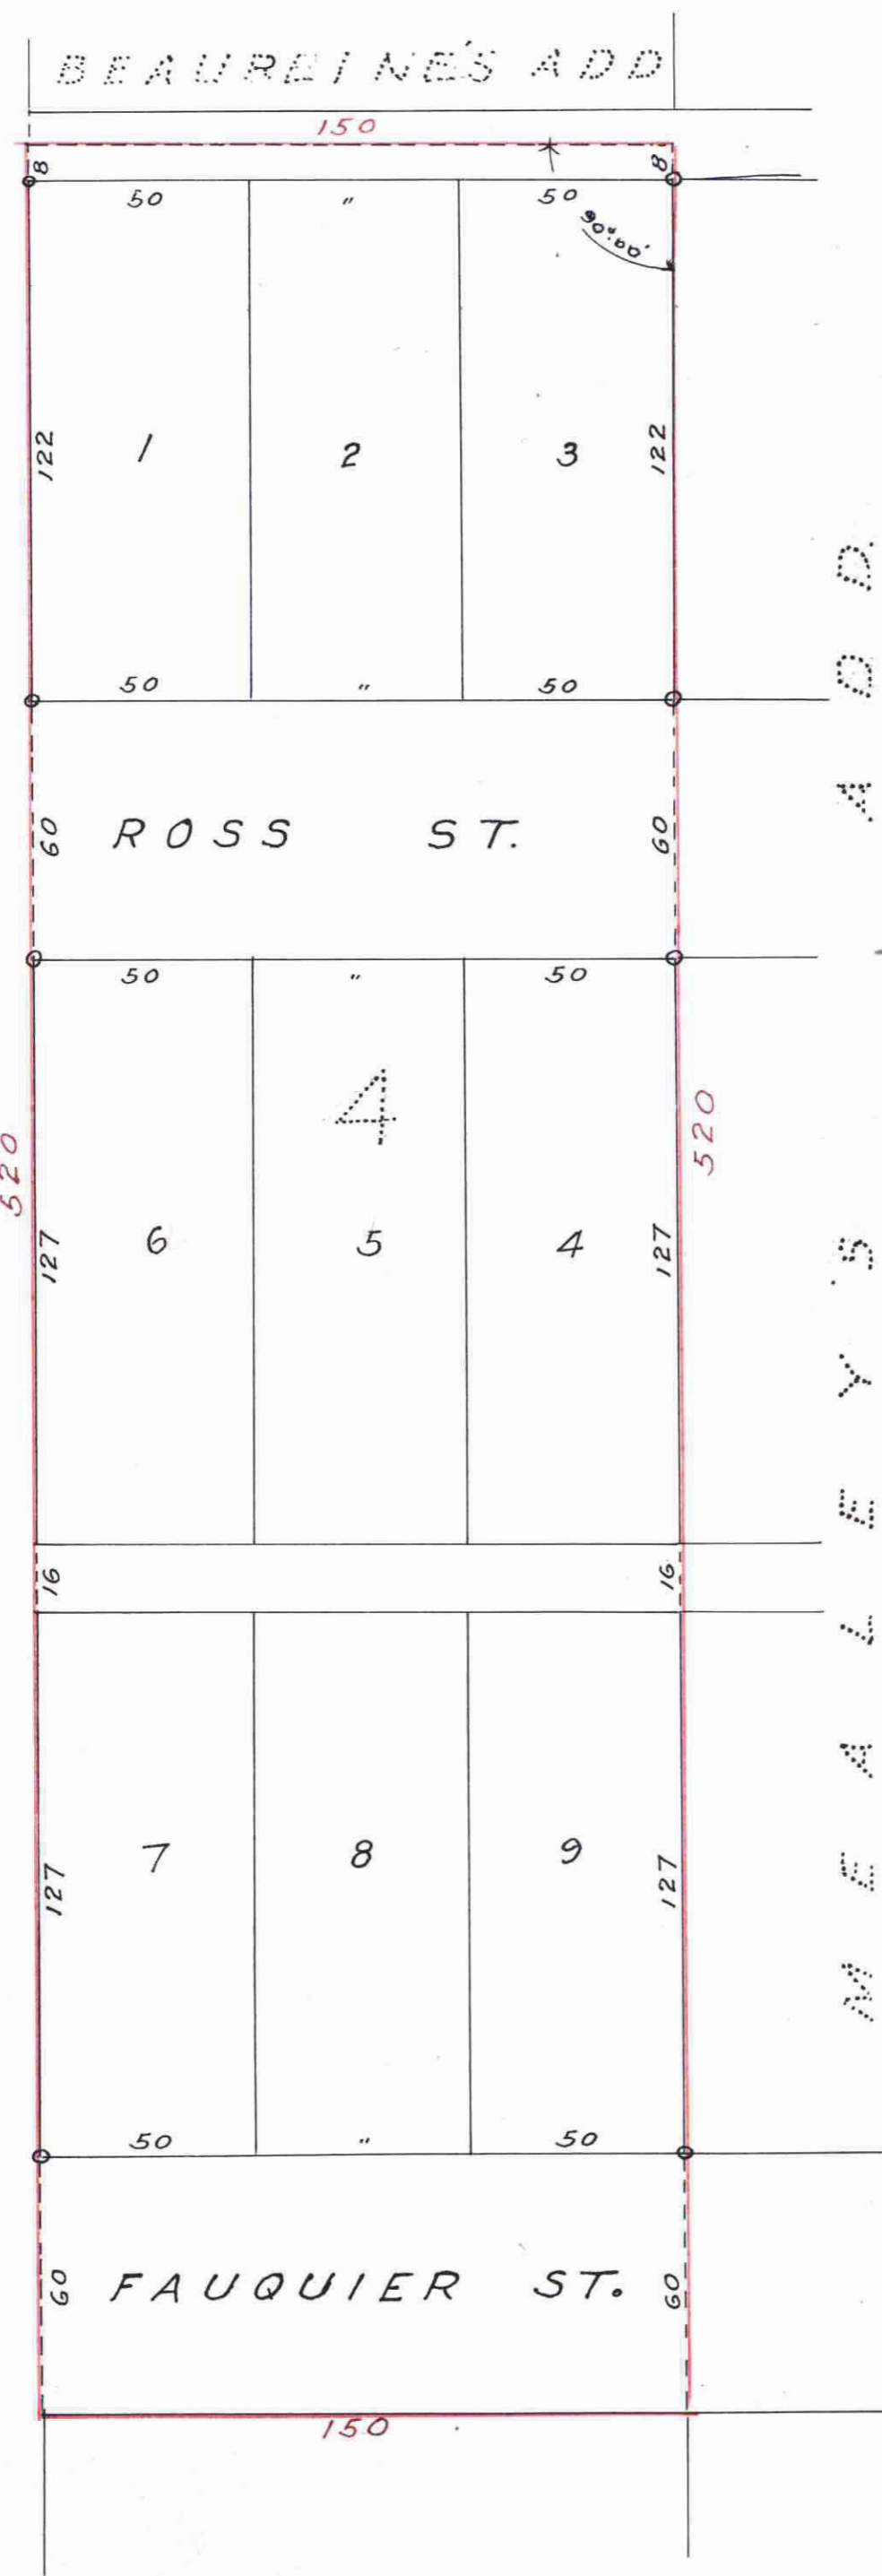 BEAUREINE'S ADD
150
8 8
50 " 50
90°:00'
122 1 2 3 122
50 " 50
60 ROSS ST. 60
50 " 50
4
520 520
127 6 5 4 127
16 16
127 7 8 9 127
50 " 50
60 FAUQUIER ST. 60
150
MEALEY'S ADD.